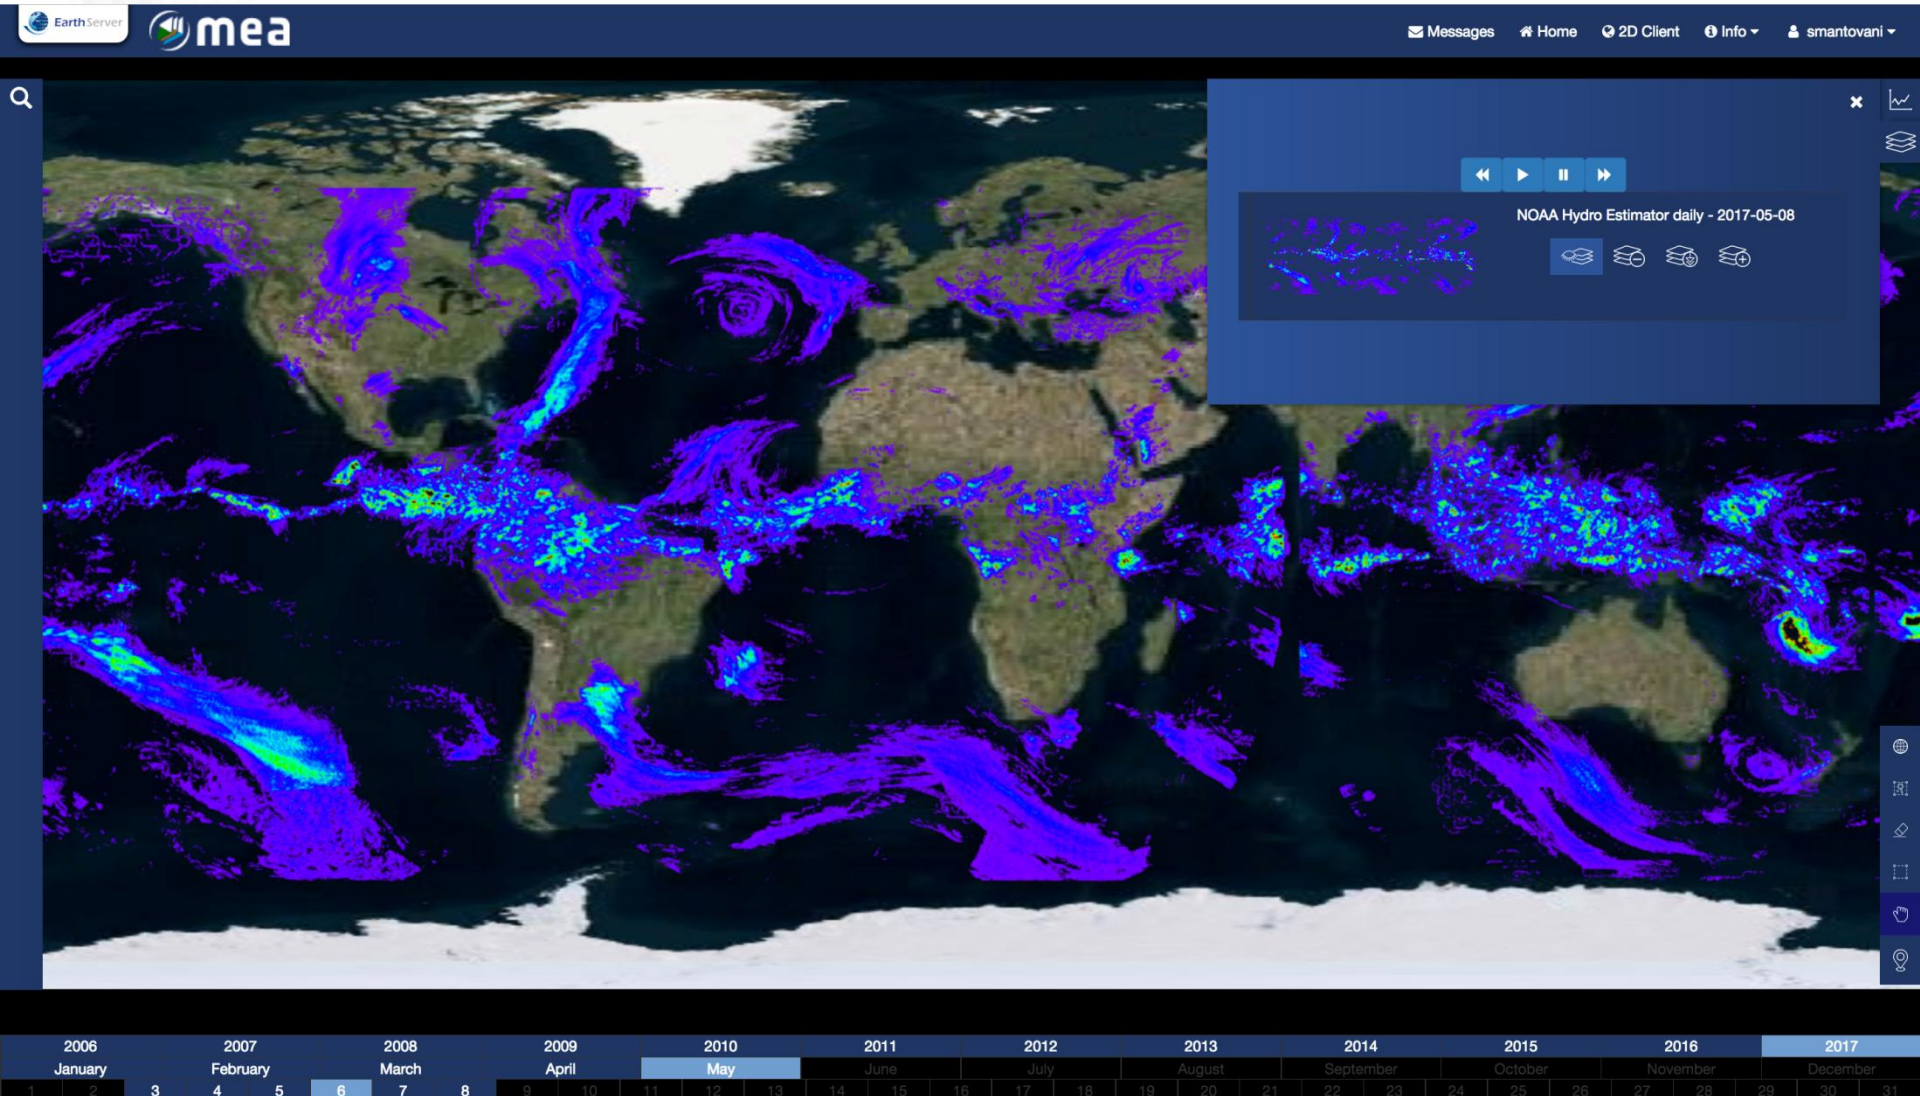 EarthServer
mea
Messages Home 2D Client Info smantovani
NOAA Hydro Estimator daily - 2017-05-08
2006 2007 2008 2009 2010 2011 2012 2013 2014 2015 2016 2017
January February March April May June July August September October November December
1 2 3 4 5 6 7 8 9 10 11 12 13 14 15 16 17 18 19 20 21 22 23 24 25 26 27 28 29 30 31